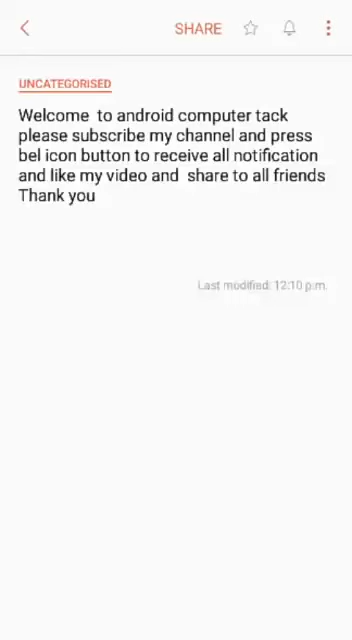 SHARE
UNCATEGORISED
Welcome  to android computer tack
please subscribe my channel and press
bel icon button to receive all notification
and like my video and  share to all friends
Thank you
Last modified: 12:10 p.m.